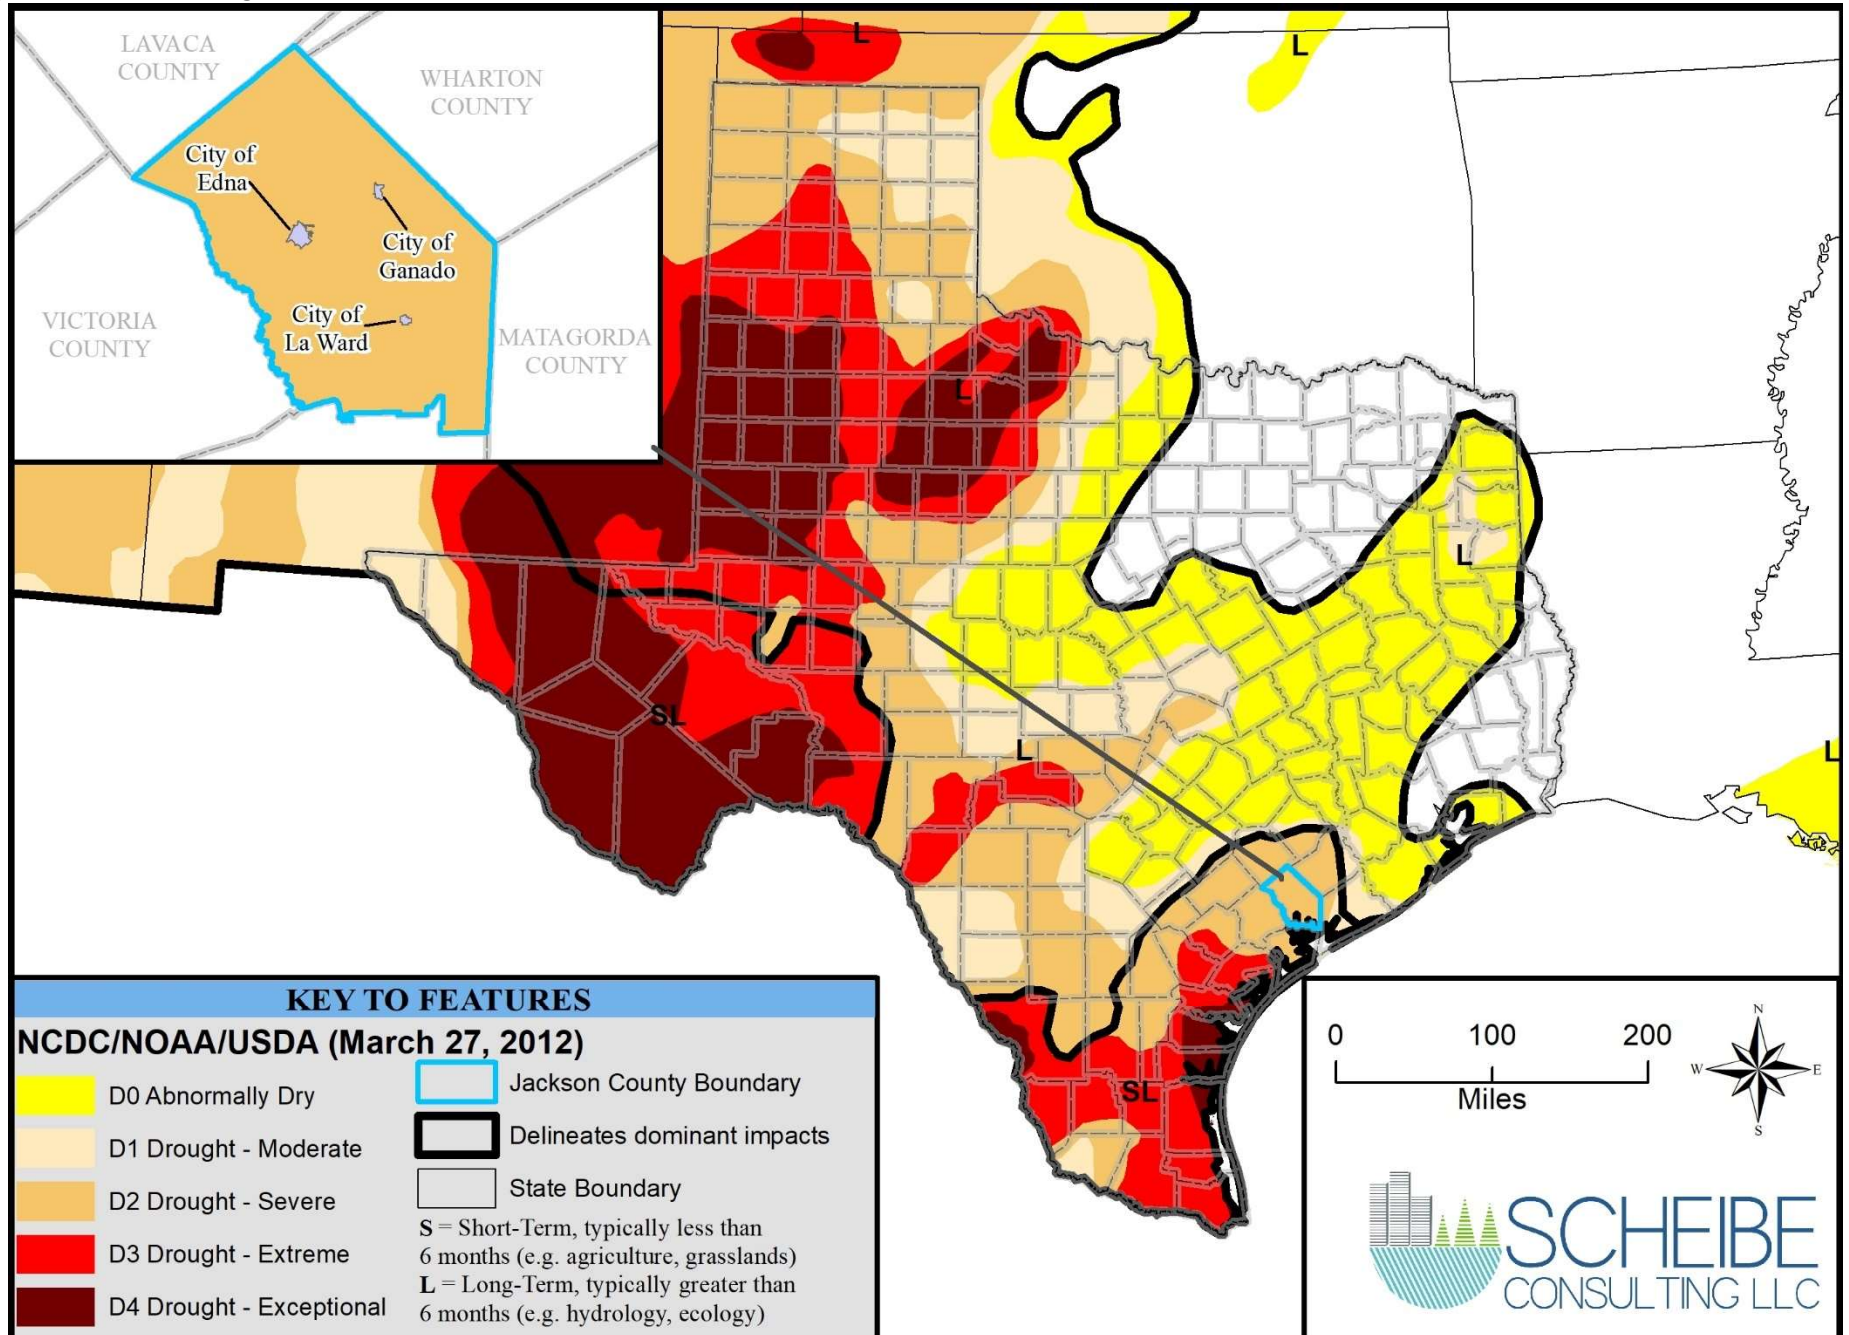 LAVACA
COUNTY
WHARTON
COUNTY
City of
Edna
City of
Ganado
City of
La Ward
VICTORIA
COUNTY
MATAGORDA
COUNTY
L
L
L
L
SL
L
L
SL
KEY TO FEATURES
NCDC/NOAA/USDA (March 27, 2012)
D0 Abnormally Dry
D1 Drought - Moderate
D2 Drought - Severe
D3 Drought - Extreme
D4 Drought - Exceptional
Jackson County Boundary
Delineates dominant impacts
State Boundary
S = Short-Term, typically less than
6 months (e.g. agriculture, grasslands)
L = Long-Term, typically greater than
6 months (e.g. hydrology, ecology)
0 100 200
Miles
N
W E
S
SCHEIBE
CONSULTING LLC